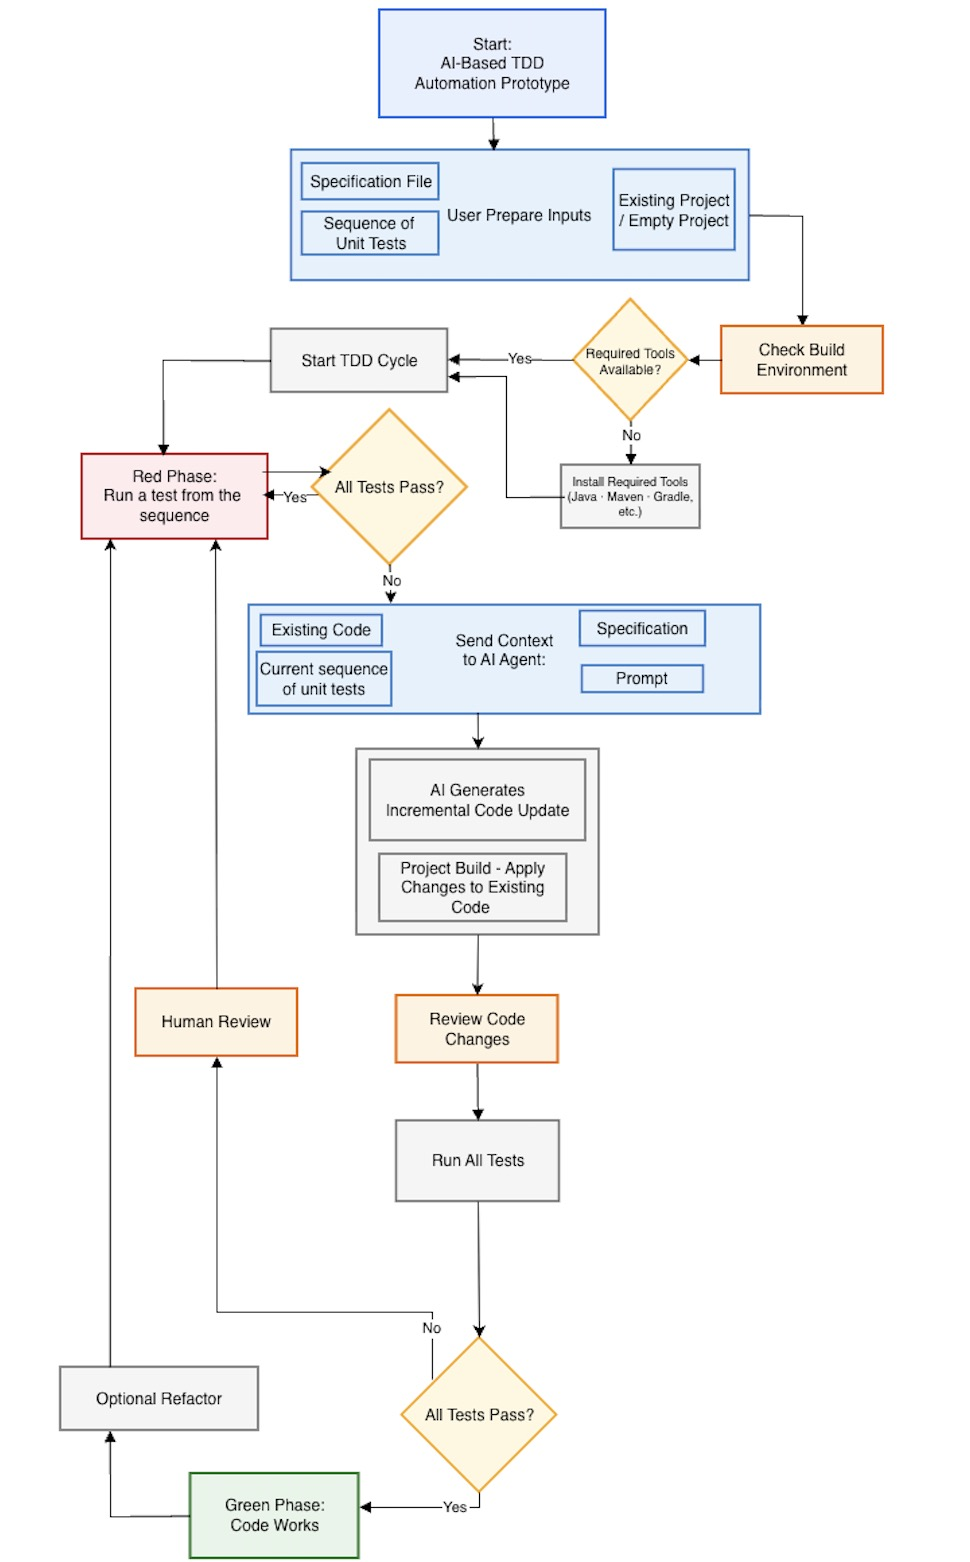 Start:
AI-Based TDD
Automation Prototype
Specification File
Sequence of
Unit Tests
User Prepare Inputs
Existing Project
/ Empty Project
Check Build
Environment
Required Tools
Available?
Yes
Start TDD Cycle
No
Install Required Tools
(Java · Maven · Gradle,
etc.)
Red Phase:
Run a test from the
sequence
All Tests Pass?
Yes
No
Existing Code
Current sequence
of unit tests
Send Context
to AI Agent:
Specification
Prompt
AI Generates
Incremental Code Update
Project Build - Apply
Changes to Existing
Code
Human Review
Review Code
Changes
Run All Tests
No
All Tests Pass?
Optional Refactor
Yes
Green Phase:
Code Works